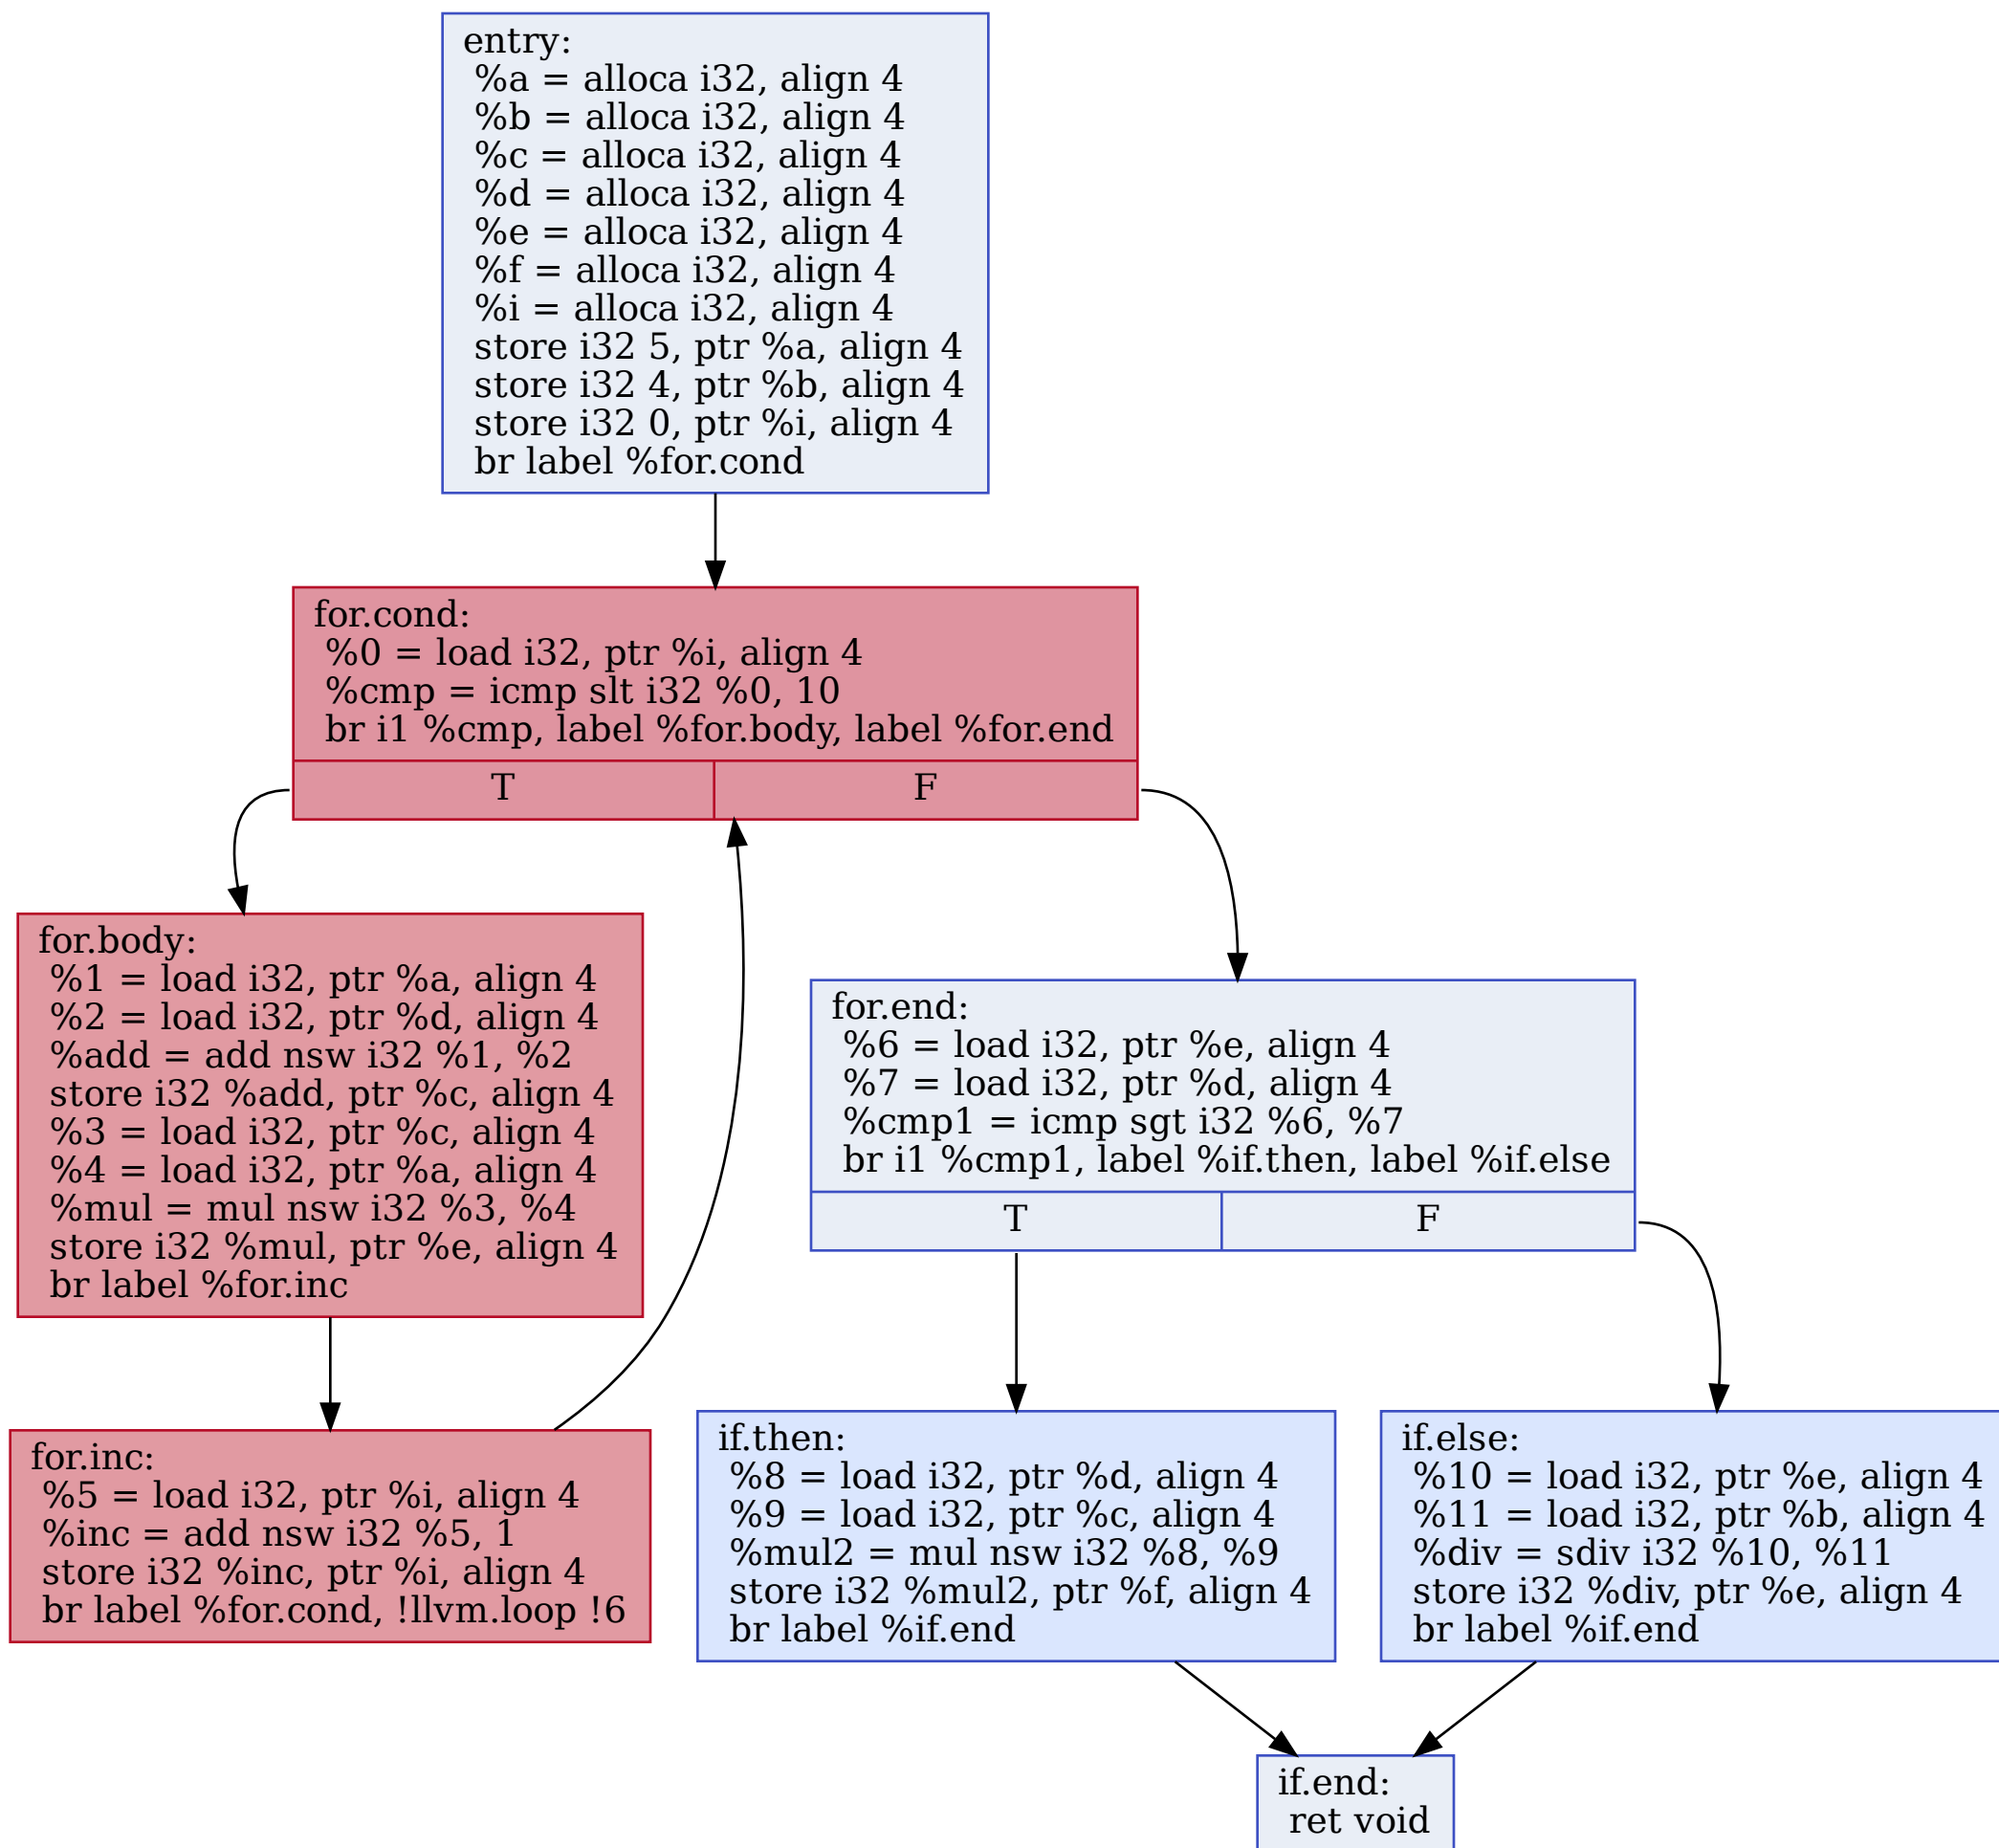 entry:
%a = alloca i32, align 4
%b = alloca i32, align 4
%c = alloca i32, align 4
%d = alloca i32, align 4
%e = alloca i32, align 4
%f = alloca i32, align 4
%i = alloca i32, align 4
store i32 5, ptr %a, align 4
store i32 4, ptr %b, align 4
store i32 0, ptr %i, align 4
br label %for.cond
for.cond:
%0 = load i32, ptr %i, align 4
%cmp = icmp slt i32 %0, 10
br i1 %cmp, label %for.body, label %for.end
T
F
for.body:
%1 = load i32, ptr %a, align 4
%2 = load i32, ptr %d, align 4
%add = add nsw i32 %1, %2
store i32 %add, ptr %c, align 4
%3 = load i32, ptr %c, align 4
%4 = load i32, ptr %a, align 4
%mul = mul nsw i32 %3, %4
store i32 %mul, ptr %e, align 4
br label %for.inc
for.inc:
%5 = load i32, ptr %i, align 4
%inc = add nsw i32 %5, 1
store i32 %inc, ptr %i, align 4
br label %for.cond, !llvm.loop !6
for.end:
%6 = load i32, ptr %e, align 4
%7 = load i32, ptr %d, align 4
%cmp1 = icmp sgt i32 %6, %7
br i1 %cmp1, label %if.then, label %if.else
T
F
if.then:
%8 = load i32, ptr %d, align 4
%9 = load i32, ptr %c, align 4
%mul2 = mul nsw i32 %8, %9
store i32 %mul2, ptr %f, align 4
br label %if.end
if.else:
%10 = load i32, ptr %e, align 4
%11 = load i32, ptr %b, align 4
%div = sdiv i32 %10, %11
store i32 %div, ptr %e, align 4
br label %if.end
if.end:
ret void